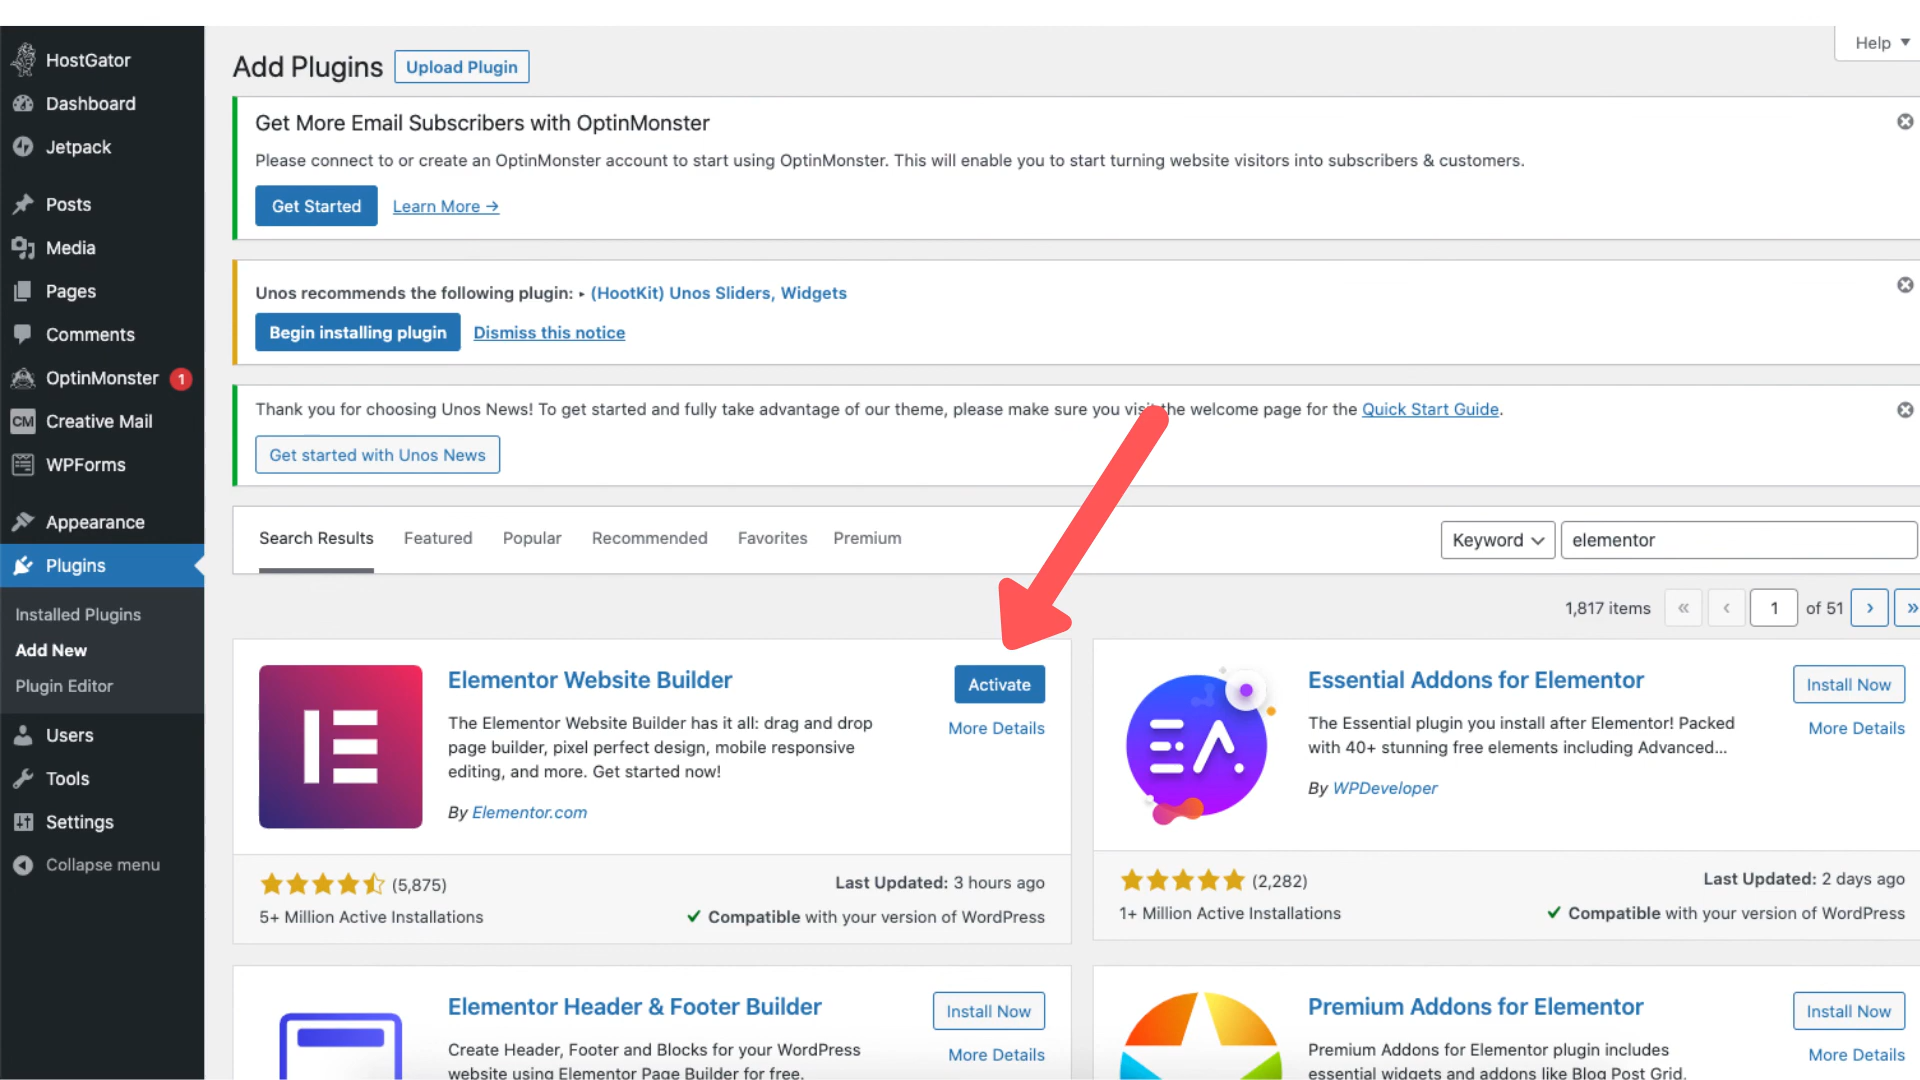 HostGator
Dashboard
Jetpack
Posts
Media
Pages
Comments
OptinMonster 1
CM Creative Mail
WPForms
Appearance
Plugins
Installed Plugins
Add New
Plugin Editor
Users
Tools
Settings
Collapse menu
Help
Add Plugins Upload Plugin
Get More Email Subscribers with OptinMonster
Please connect to or create an OptinMonster account to start using OptinMonster. This will enable you to start turning website visitors into subscribers & customers.
Get Started Learn More →
Unos recommends the following plugin: ▸ (HootKit) Unos Sliders, Widgets
Begin installing plugin Dismiss this notice
Thank you for choosing Unos News! To get started and fully take advantage of our theme, please make sure you visit the welcome page for the Quick Start Guide.
Get started with Unos News
Search Results Featured Popular Recommended Favorites Premium
Keyword elementor
1,817 items « ‹ 1 of 51 › »
Elementor Website Builder
Activate
More Details
The Elementor Website Builder has it all: drag and drop
page builder, pixel perfect design, mobile responsive
editing, and more. Get started now!
By Elementor.com
(5,875)
Last Updated: 3 hours ago
5+ Million Active Installations
✓ Compatible with your version of WordPress
Essential Addons for Elementor
Install Now
More Details
The Essential plugin you install after Elementor! Packed
with 40+ stunning free elements including Advanced...
By WPDeveloper
(2,282)
Last Updated: 2 days ago
1+ Million Active Installations
✓ Compatible with your version of WordPress
Elementor Header & Footer Builder
Install Now
More Details
Create Header, Footer and Blocks for your WordPress
website using Elementor Page Builder for free.
Premium Addons for Elementor
Install Now
More Details
Premium Addons for Elementor plugin includes
essential widgets and addons like Blog Post Grid,